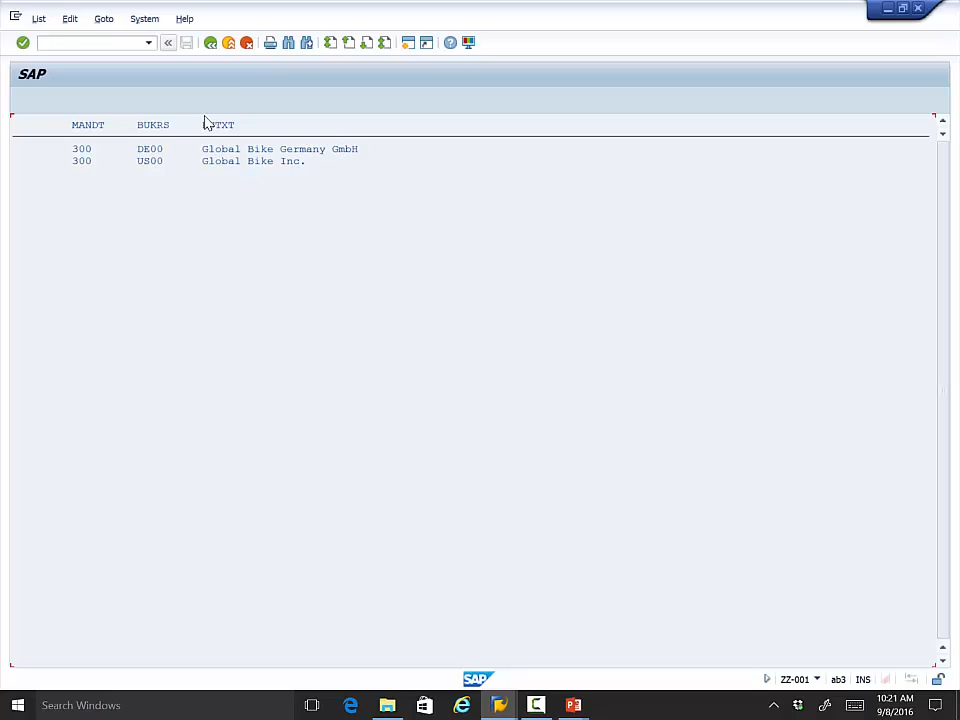 List Edit Goto System Help
SAP
MANDT BUKRS
300 DE00 Global Bike Germany GmbH
300 US00 Global Bike Inc.
SAP ZZ-001 ab3 INS
Search Windows 10:21 AM
9/8/2016